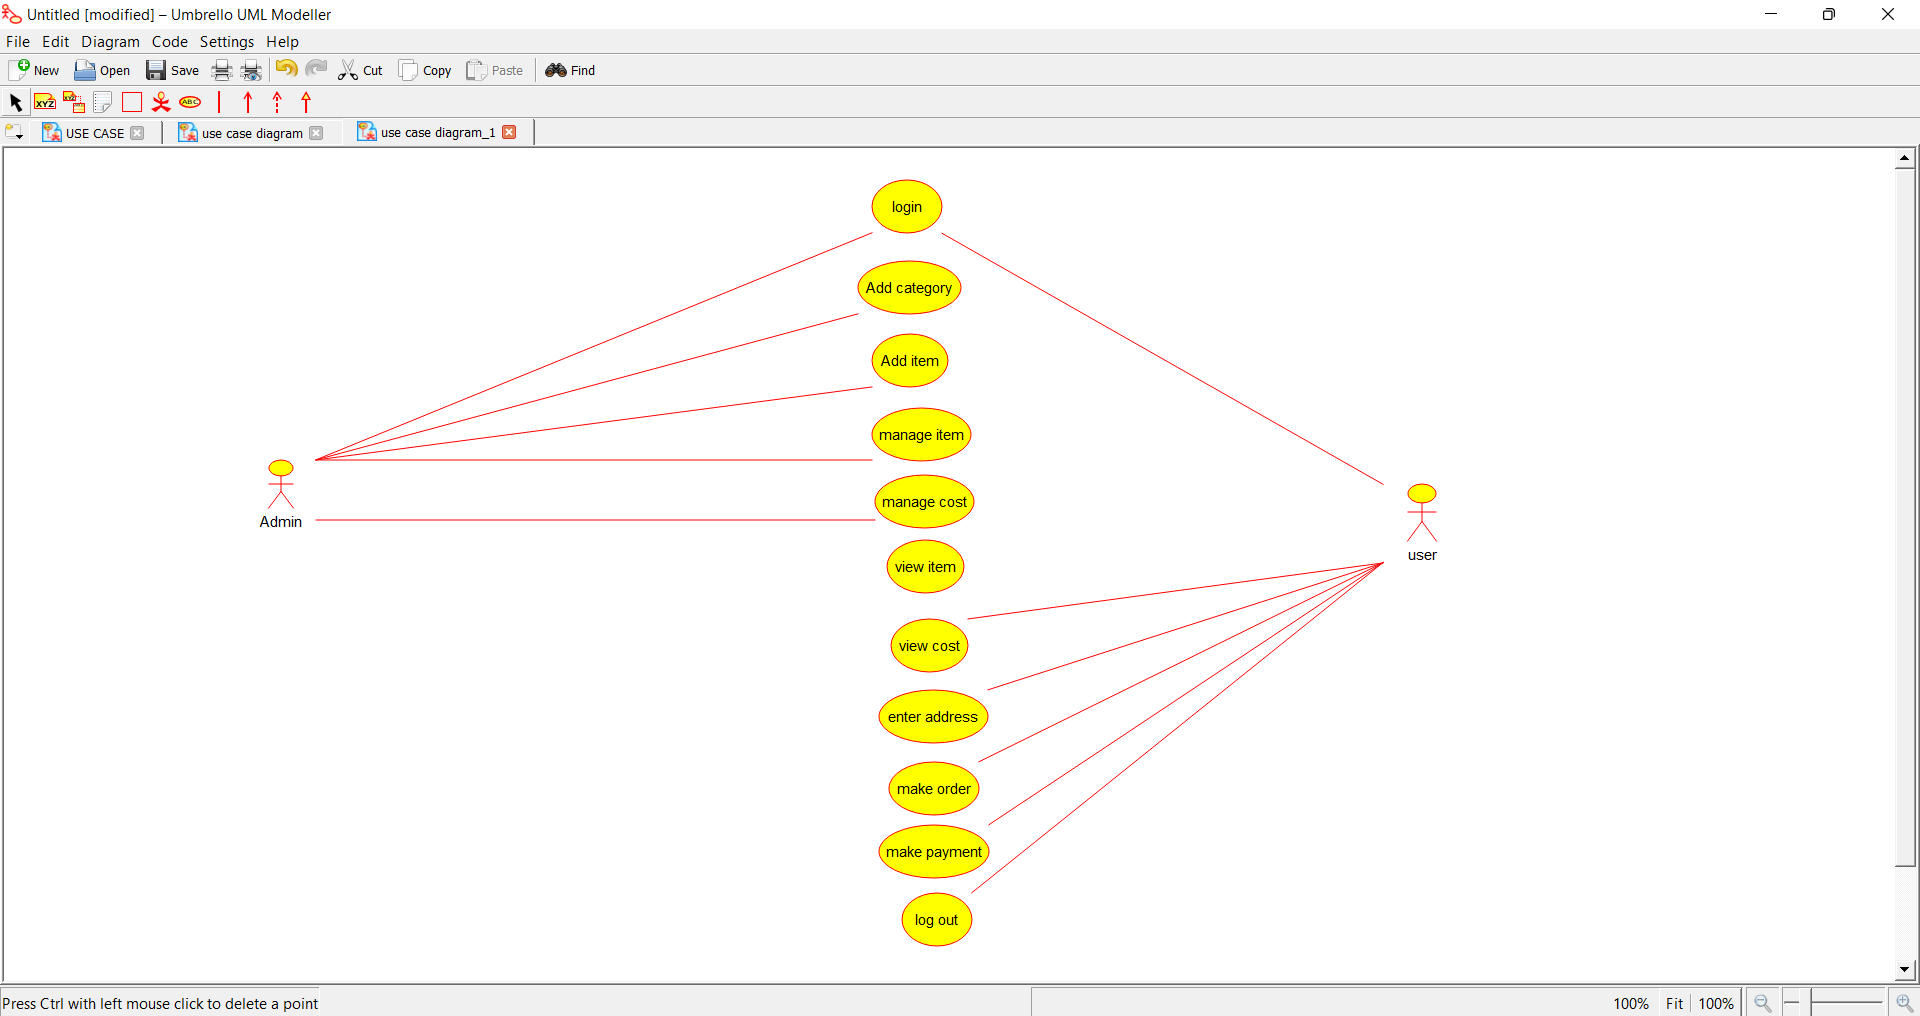 Untitled [modified] – Umbrello UML Modeller
File Edit Diagram Code Settings Help
New Open Save Cut Copy Paste Find
XYZ XYZ ABC
USE CASE use case diagram use case diagram_1
login
Add category
Add item
manage item
manage cost
Admin
user
view item
view cost
enter address
make order
make payment
log out
Press Ctrl with left mouse click to delete a point
100% Fit 100%